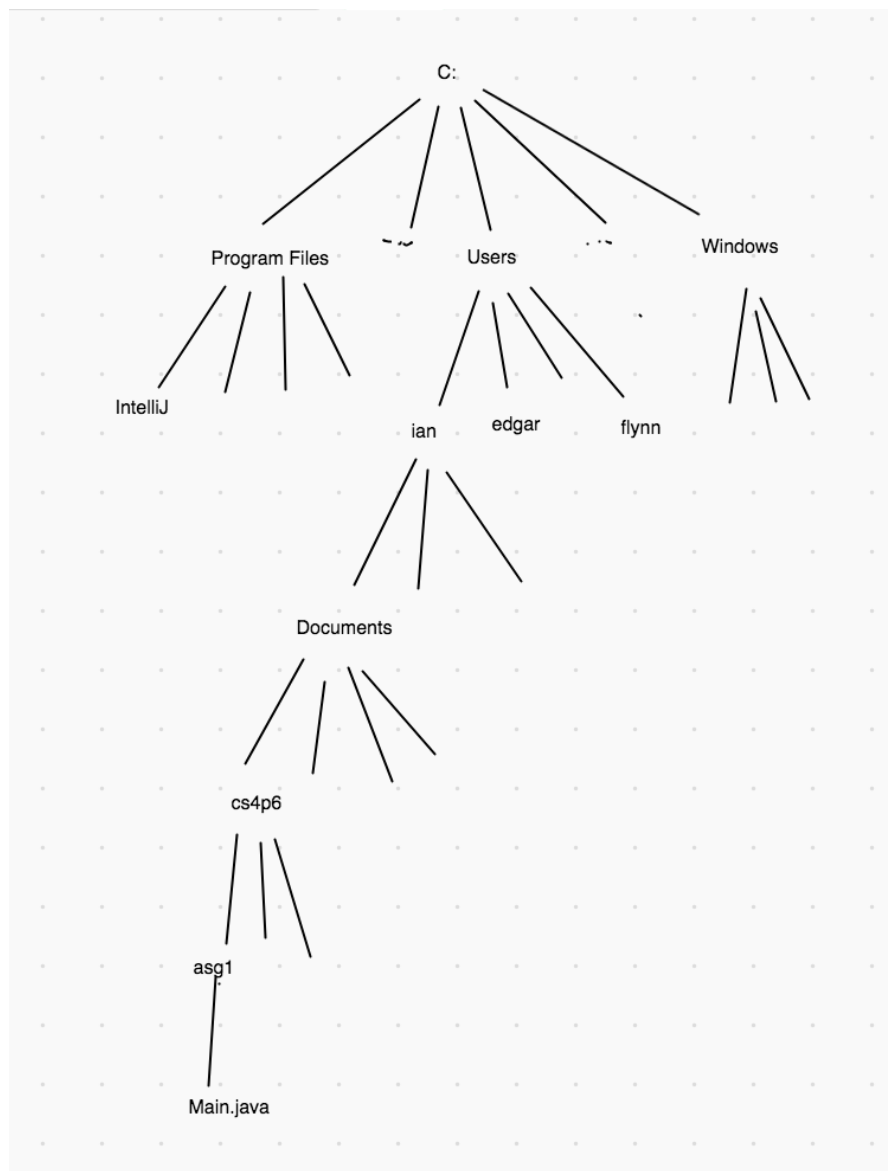 C:
Program Files
Users
Windows
IntelliJ
ian
edgar
flynn
Documents
cs4p6
asg1
Main.java